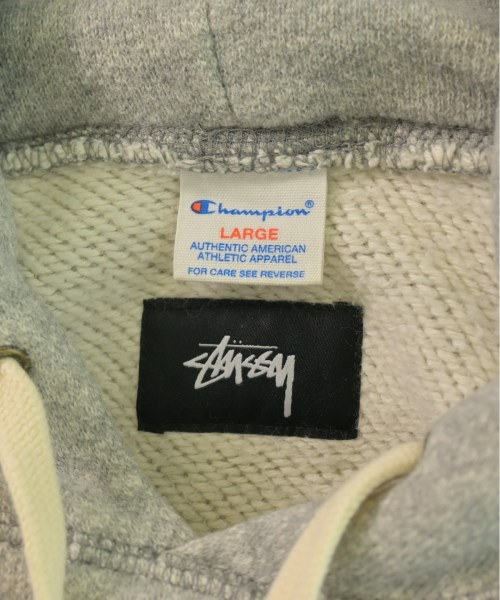 Champion®
LARGE
AUTHENTIC AMERICAN
ATHLETIC APPAREL
FOR CARE SEE REVERSE
STÜSSY